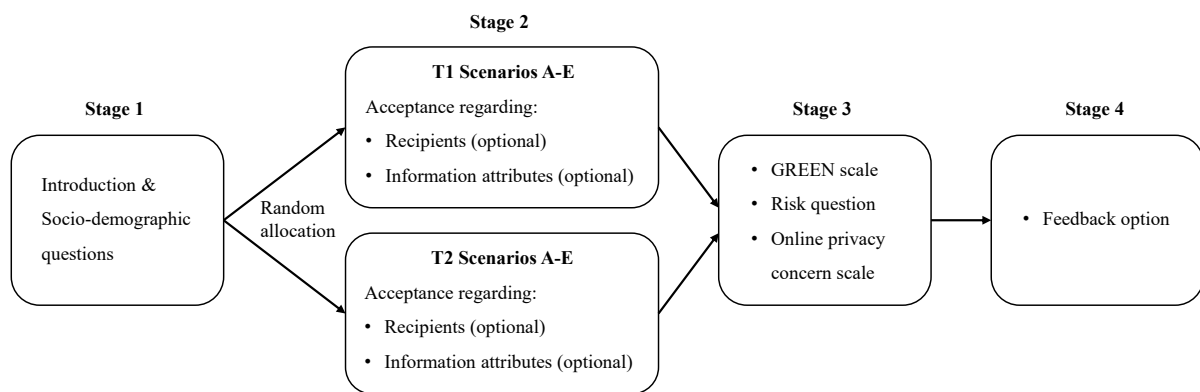 Stage 1
Introduction &
Socio-demographic
questions
Random
allocation
Stage 2
T1 Scenarios A-E
Acceptance regarding:
• Recipients (optional)
• Information attributes (optional)
T2 Scenarios A-E
Acceptance regarding:
• Recipients (optional)
• Information attributes (optional)
Stage 3
• GREEN scale
• Risk question
• Online privacy
concern scale
Stage 4
• Feedback option